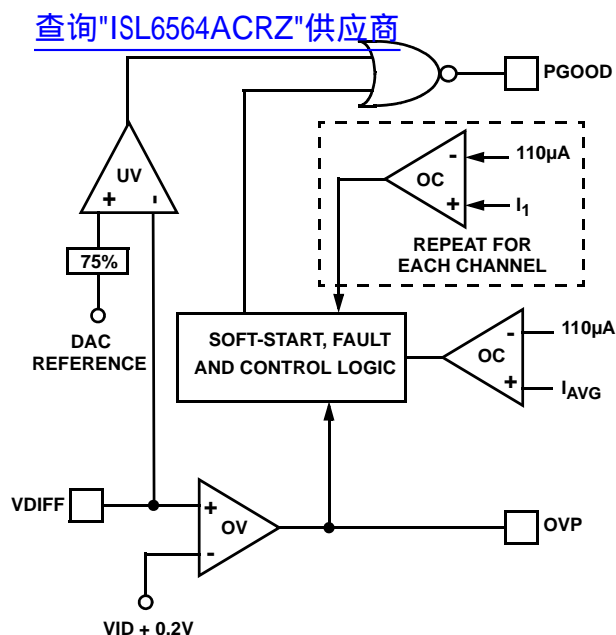 查询"ISL6564ACRZ"供应商
PGOOD
110µA
-
OC
+
I1
REPEAT FOR
EACH CHANNEL
UV
+ -
75%
DAC
REFERENCE
SOFT-START, FAULT
AND CONTROL LOGIC
110µA
-
OC
+
IAVG
VDIFF
+
OV
-
OVP
VID + 0.2V